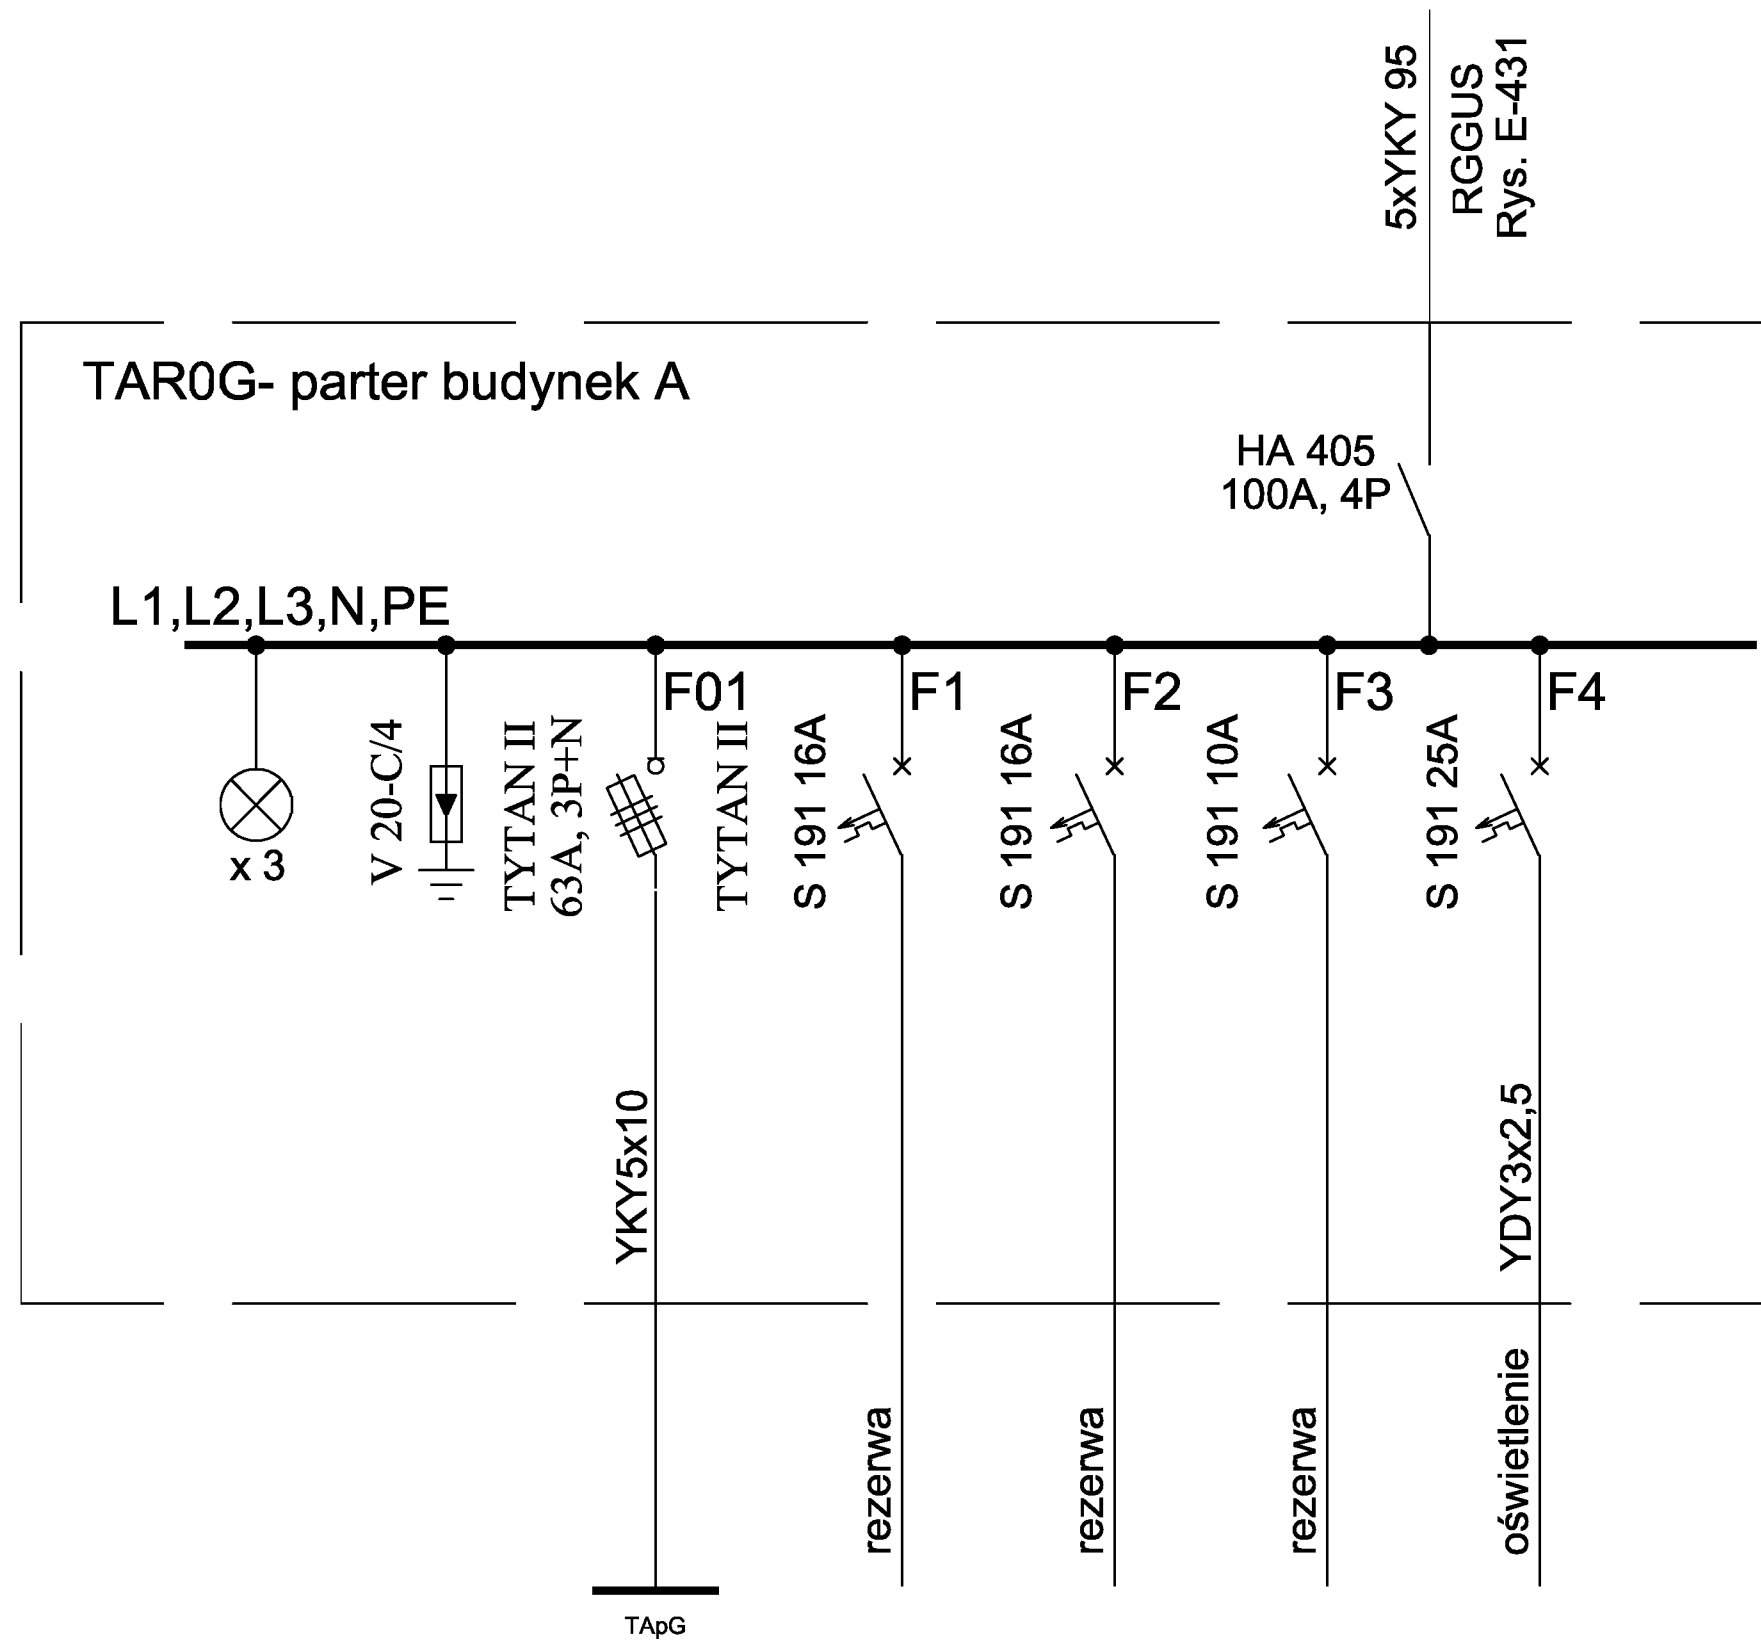 5xYKY 95
RGGUS
Rys. E-431
TAR0G- parter budynek A
HA 405
100A, 4P
L1,L2,L3,N,PE
x 3
V 20-C/4
F01
TYTAN II
63A, 3P+N
TYTAN II
F1
S 191 16A
F2
S 191 16A
F3
S 191 10A
F4
S 191 25A
YKY5x10
YDY3x2,5
rezerwa
rezerwa
rezerwa
oświetlenie
TApG